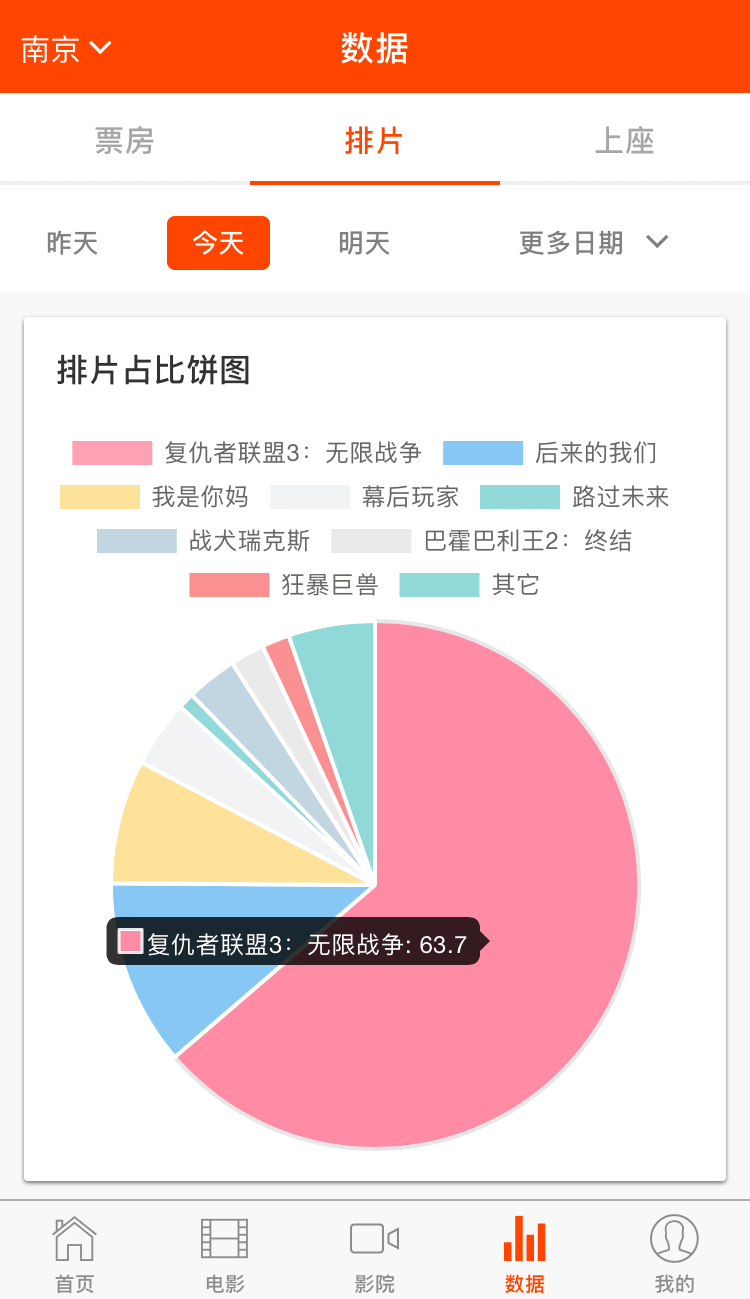 南京 数据
票房 排片 上座
昨天 今天 明天 更多日期
排片占比饼图
复仇者联盟3：无限战争 后来的我们
我是你妈 幕后玩家 路过未来
战犬瑞克斯 巴霍巴利王2：终结
狂暴巨兽 其它
复仇者联盟3：无限战争: 63.7
首页 电影 影院 数据 我的